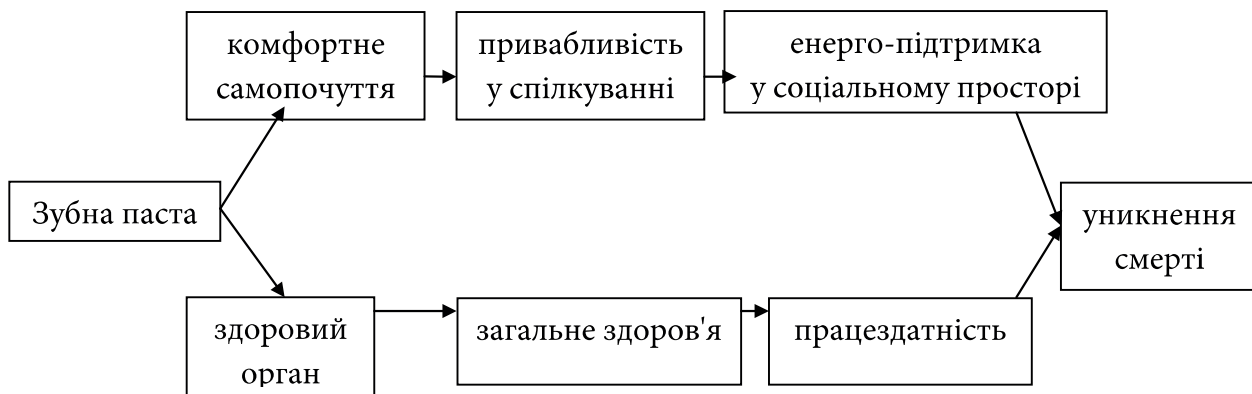 комфортне
самопочуття
привабливість
у спілкуванні
енерго-підтримка
у соціальному просторі
Зубна паста
уникнення
смерті
здоровий
орган
загальне здоров'я
працездатність